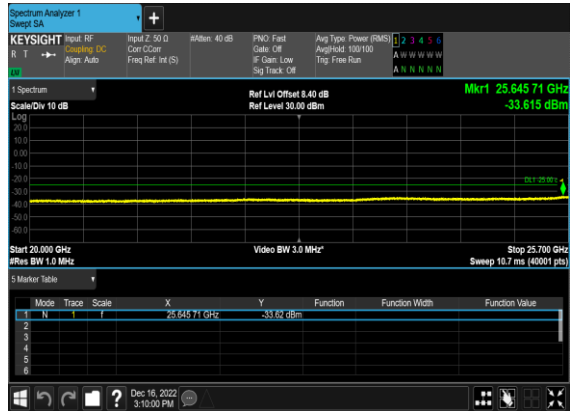 Spectrum Analyzer 1
Swept SA
+
KEYSIGHT Input: RF Input Z: 50 Ω #Atten: 40 dB PNO: Fast Avg Type: Power (RMS) 1 2 3 4 5 6
R T Coupling: DC Corr CCorr Gate: Off Avg|Hold: 100/100 A W W W W W
Align: Auto Freq Ref: Int (S) IF Gain: Low Trig: Free Run
LW Sig Track: Off A N N N N N
1 Spectrum Ref Lvl Offset 8.40 dB Mkr1 25.645 71 GHz
Scale/Div 10 dB Ref Level 30.00 dBm -33.615 dBm
Log
20.0
10.0
0.00
-10.0
-20.0
DL1 -25.00
-30.0
-40.0
-50.0
-60.0
Start 20.000 GHz Video BW 3.0 MHz* Stop 25.700 GHz
#Res BW 1.0 MHz Sweep 10.7 ms (40001 pts)
5 Marker Table
Mode Trace Scale X Y Function Function Width Function Value
1 N 1 f 25.645 71 GHz -33.62 dBm
2
3
4
5
6
? Dec 16, 2022
3:10:00 PM